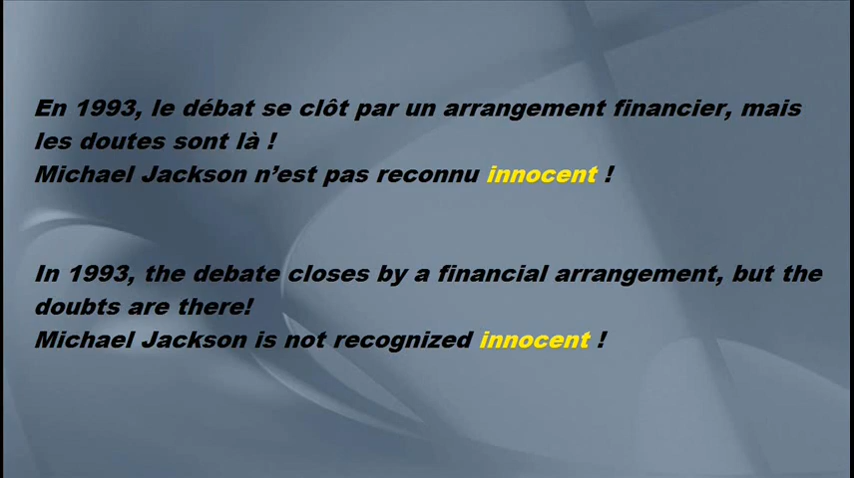 En 1993, le débat se clôt par un arrangement financier, mais
les doutes sont là !
Michael Jackson n’est pas reconnu innocent !
In 1993, the debate closes by a financial arrangement, but the
doubts are there!
Michael Jackson is not recognized innocent !